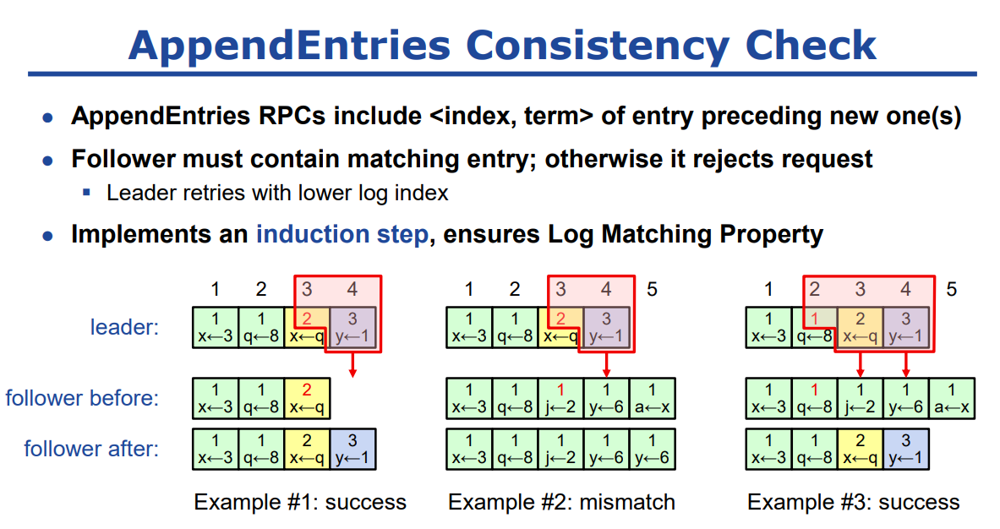 AppendEntries Consistency Check
● AppendEntries RPCs include <index, term> of entry preceding new one(s)
● Follower must contain matching entry; otherwise it rejects request
▪ Leader retries with lower log index
● Implements an induction step, ensures Log Matching Property
1 2 3 4 1 2 3 4 5 1 2 3 4 5
leader:
1 1 2 3 1 1 2 3 1 1 2 3
x←3 q←8 x←q y←1 x←3 q←8 x←q y←1 x←3 q←8 x←q y←1
follower before:
1 1 2 1 1 1 1 1 1 1 1 1 1
x←3 q←8 x←q x←3 q←8 j←2 y←6 a←x x←3 q←8 j←2 y←6 a←x
follower after:
1 1 2 3 1 1 1 1 1 1 1 2 3
x←3 q←8 x←q y←1 x←3 q←8 j←2 y←6 y←6 x←3 q←8 x←q y←1
Example #1: success Example #2: mismatch Example #3: success